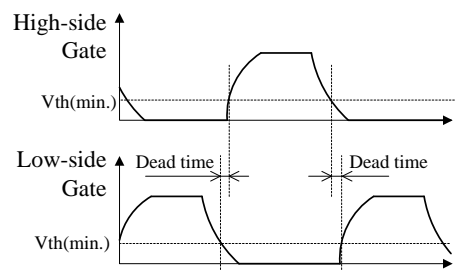 High-side
Gate
Vth(min.)
Low-side
Gate
Dead time
Dead time
Vth(min.)